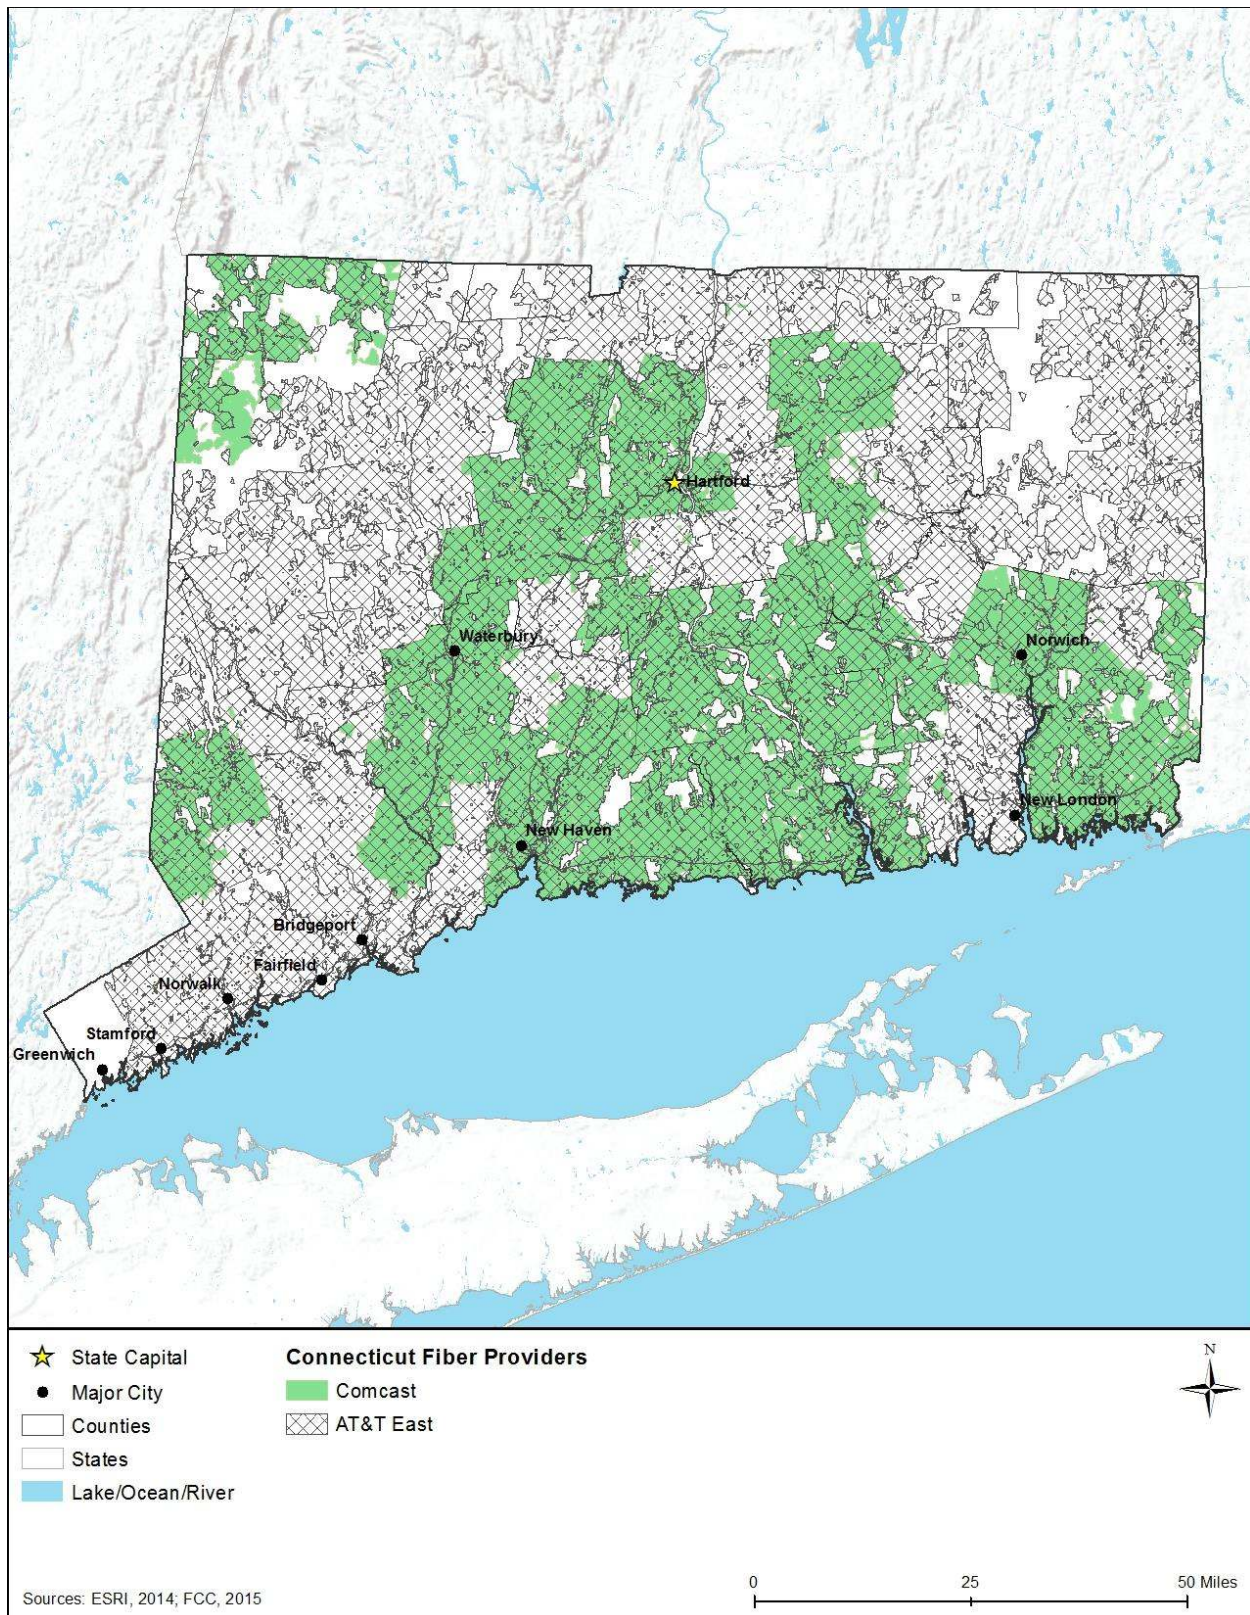 Hartford
Waterbury
Norwich
New London
New Haven
Bridgeport
Fairfield
Norwalk
Stamford
Greenwich
State Capital
Major City
Counties
States
Lake/Ocean/River
Connecticut Fiber Providers
Comcast
AT&T East
N
Sources: ESRI, 2014; FCC, 2015
0 25 50 Miles